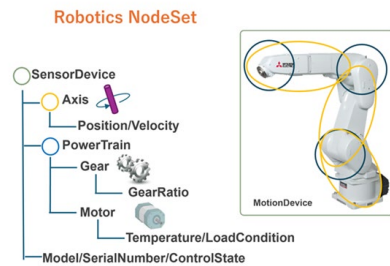 Robotics NodeSet
SensorDevice
Axis
Position/Velocity
PowerTrain
Gear
GearRatio
Motor
Temperature/LoadCondition
Model/SerialNumber/ControlState
MotionDevice